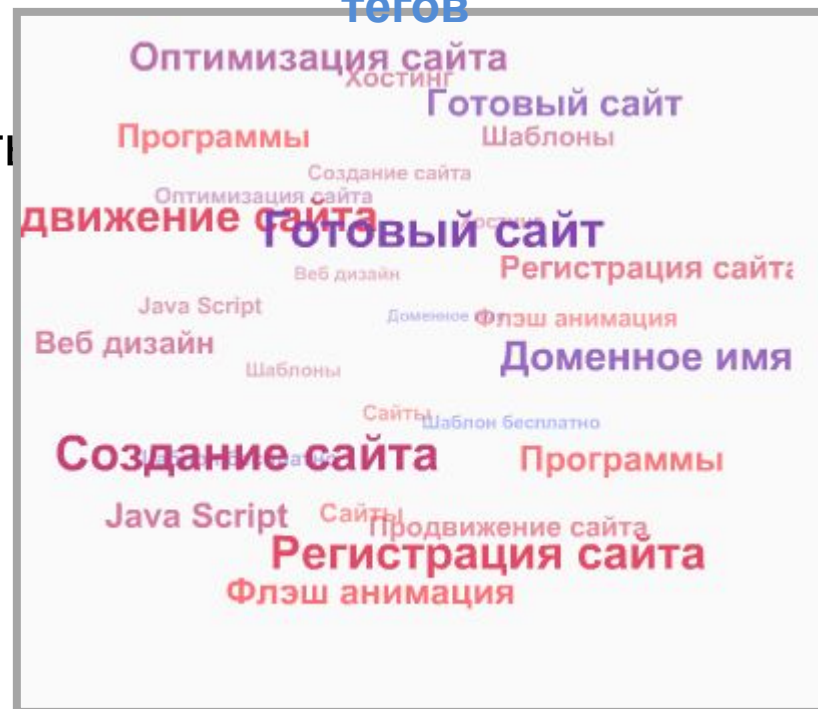 тегов
Оптимизация сайта
Хостинг
Готовый сайт
Программы
Шаблоны
Создание сайта
Оптимизация сайта
движение сайта
Готовый сайт
Хостинг
Веб дизайн
Регистрация сайта
Java Script
Доменное
Флэш анимация
Веб дизайн
Доменное имя
Шаблоны
Сайты
Шаблон бесплатно
Создание сайта
Программы
Java Script
Сайты
Продвижение сайта
Регистрация сайта
Флэш анимация